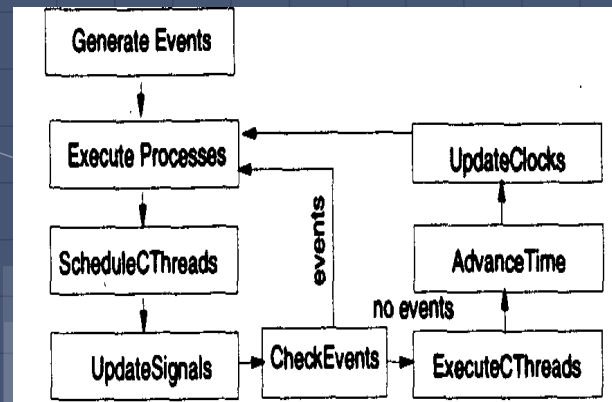 Generate Events
Execute Processes
UpdateClocks
ScheduleCThreads
events
AdvanceTime
no events
UpdateSignals
CheckEvents
ExecuteCThreads